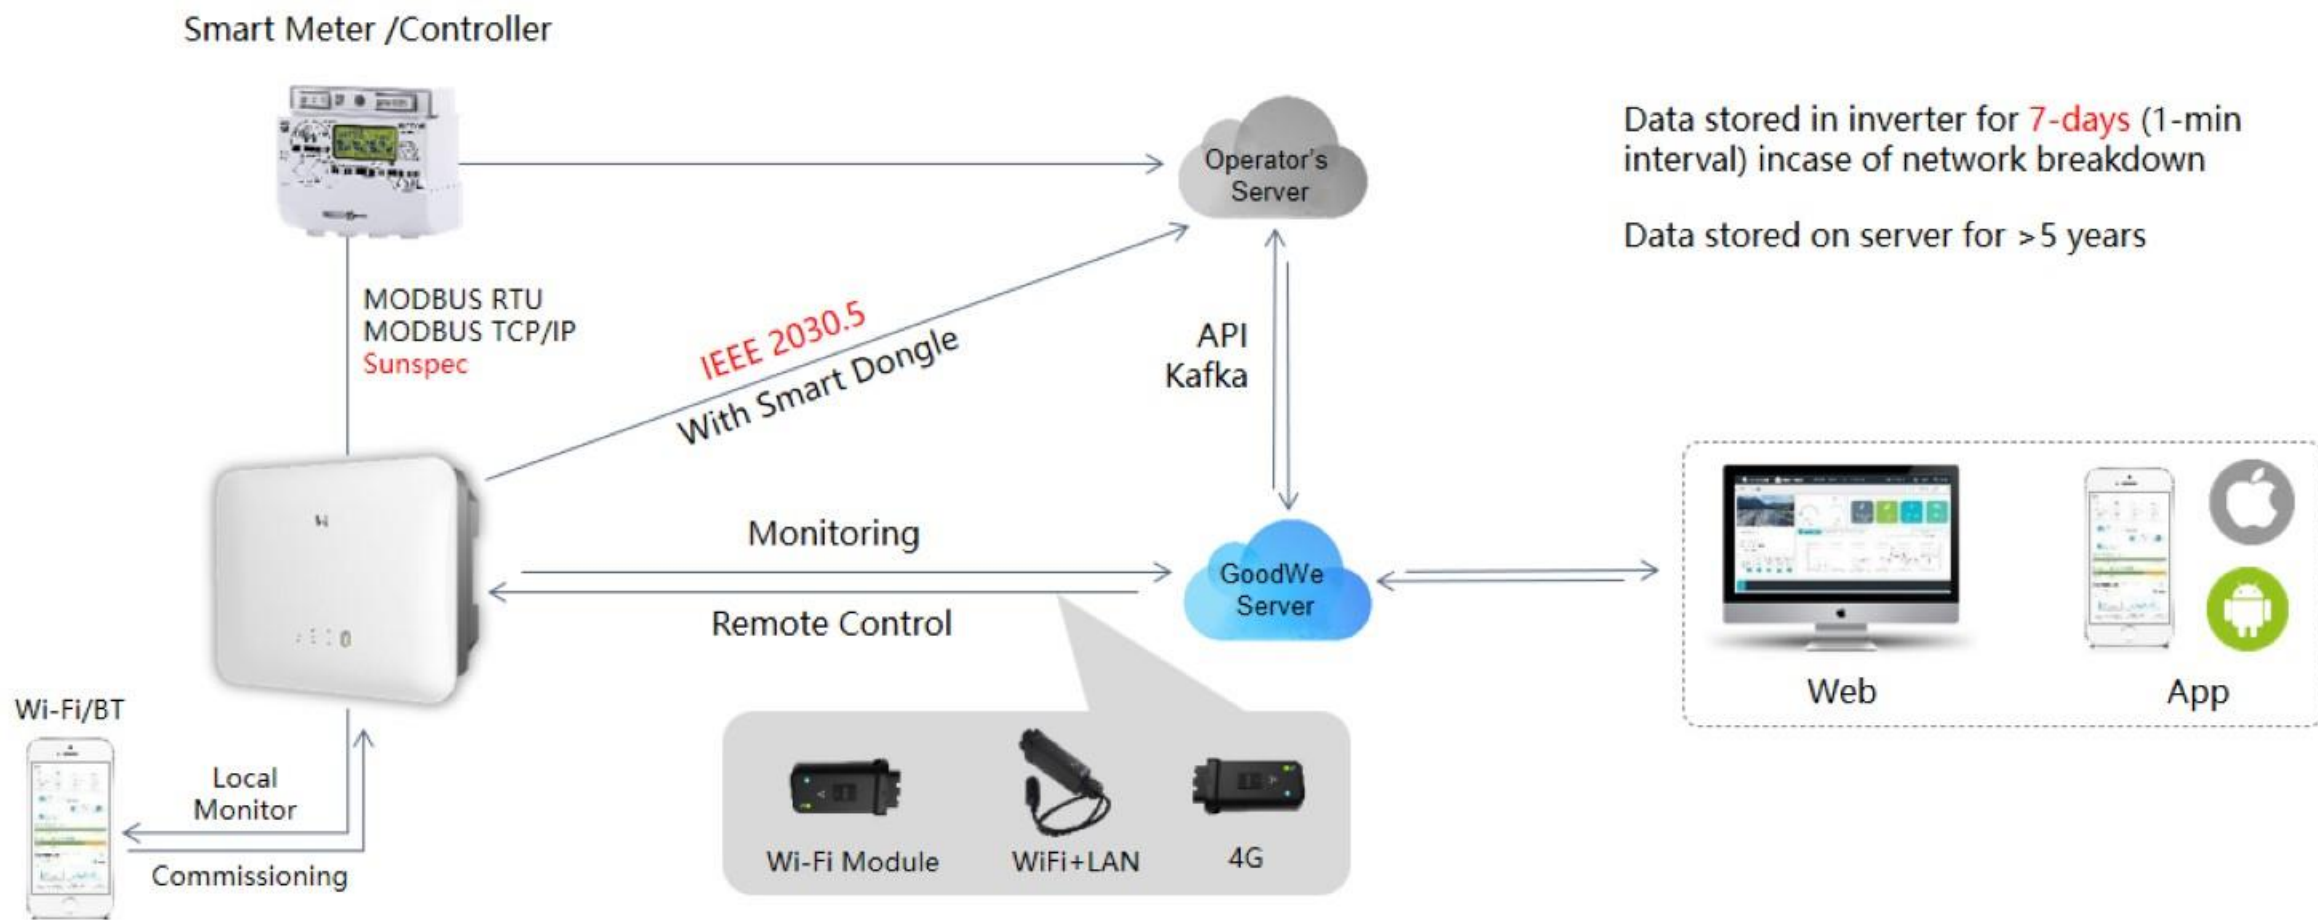 Smart Meter /Controller
Operator's
Server
Data stored in inverter for 7-days (1-min
interval) incase of network breakdown
Data stored on server for >5 years
MODBUS RTU
MODBUS TCP/IP
Sunspec
IEEE 2030.5
With Smart Dongle
API
Kafka
Monitoring
Remote Control
GoodWe
Server
Web
App
Wi-Fi/BT
Local
Monitor
Commissioning
Wi-Fi Module
WiFi+LAN
4G